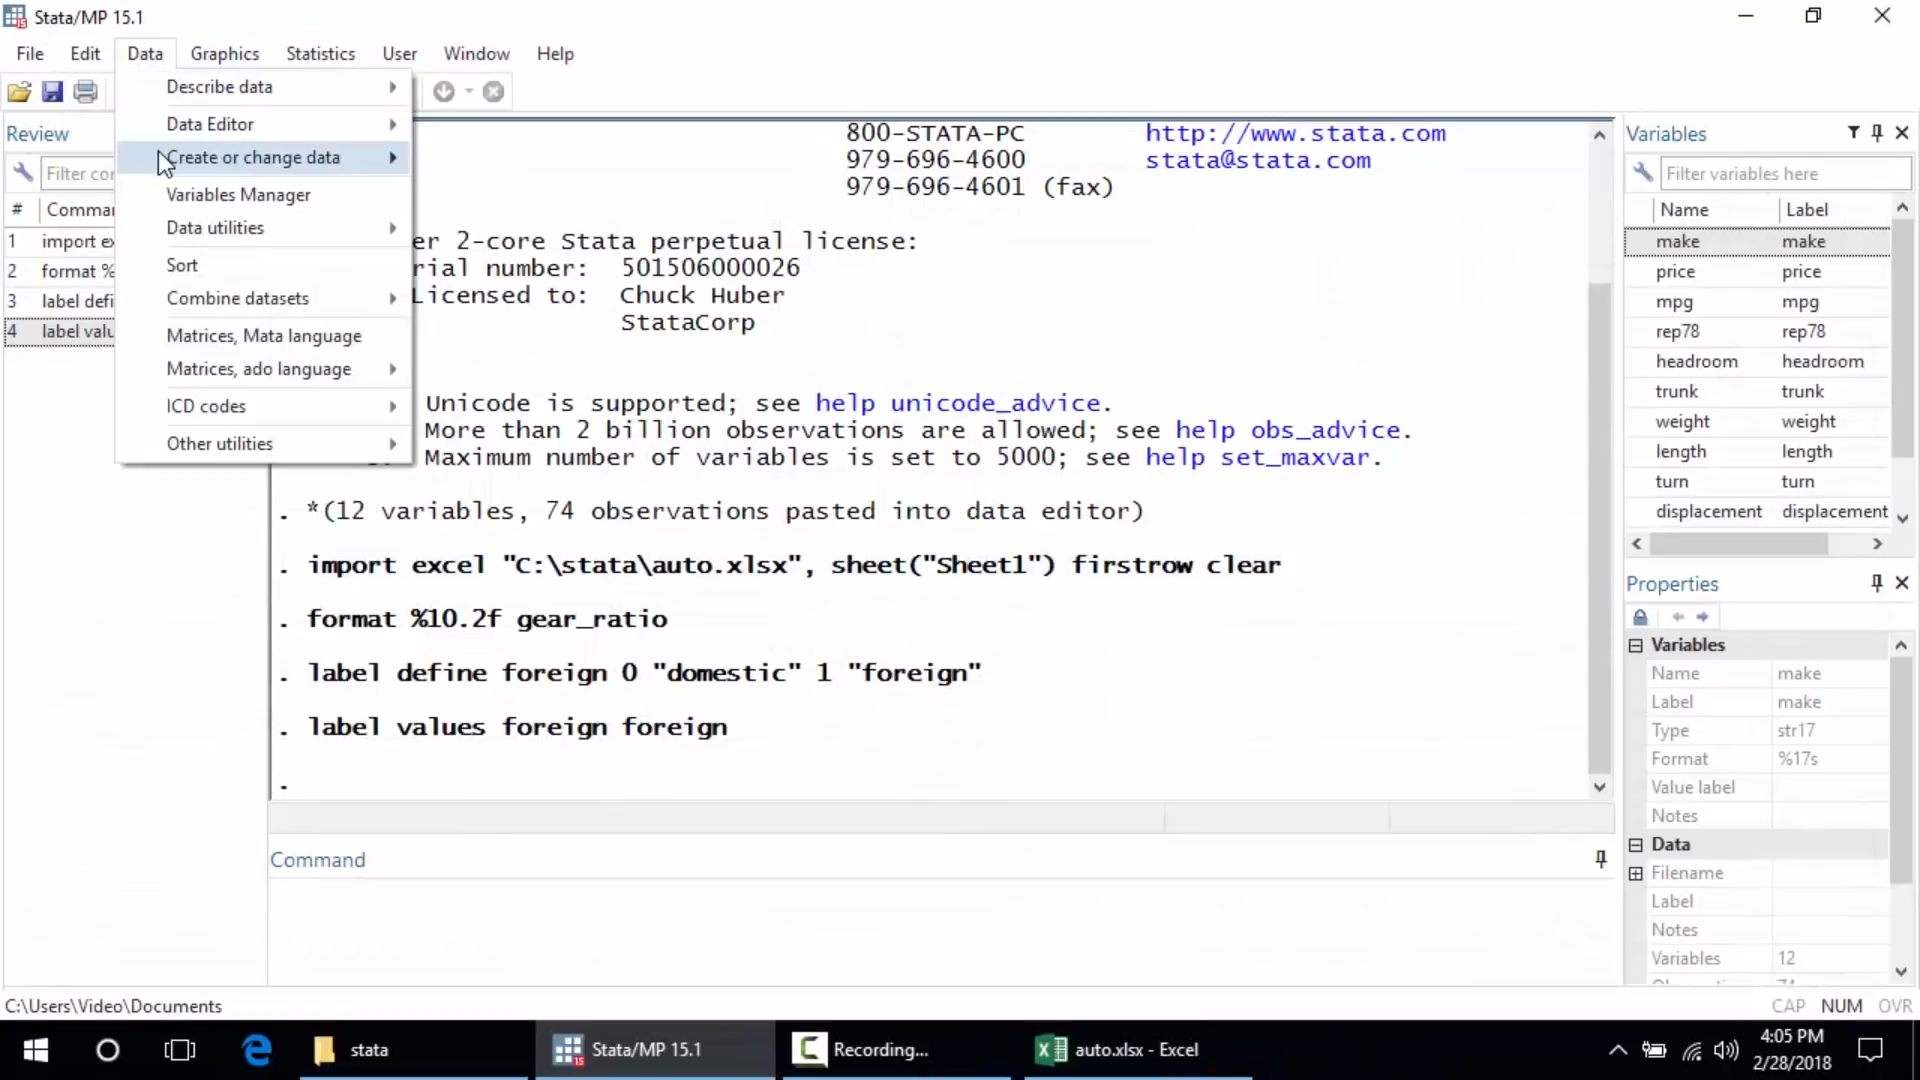 Stata/MP 15.1
File Edit Data Graphics Statistics User Window Help
Describe data
Data Editor
Create or change data
Variables Manager
Data utilities
Sort
Combine datasets
Matrices, Mata language
Matrices, ado language
ICD codes
Other utilities
Review
Filter cor
# Comma
1 import ex
2 format %
3 label defi
4 label valu
800-STATA-PC http://www.stata.com
979-696-4600 stata@stata.com
979-696-4601 (fax)
er 2-core Stata perpetual license:
rial number: 501506000026
Licensed to: Chuck Huber
StataCorp
Unicode is supported; see help unicode_advice.
More than 2 billion observations are allowed; see help obs_advice.
Maximum number of variables is set to 5000; see help set_maxvar.
. *(12 variables, 74 observations pasted into data editor)
. import excel "C:\stata\auto.xlsx", sheet("Sheet1") firstrow clear
. format %10.2f gear_ratio
. label define foreign 0 "domestic" 1 "foreign"
. label values foreign foreign
.
Command
Variables
Filter variables here
Name Label
make make
price price
mpg mpg
rep78 rep78
headroom headroom
trunk trunk
weight weight
length length
turn turn
displacement displacement
Properties
Variables
Name make
Label make
Type str17
Format %17s
Value label
Notes
Data
Filename
Label
Notes
Variables 12
C:\Users\Video\Documents
CAP NUM OVR
stata
Stata/MP 15.1
Recording...
auto.xlsx - Excel
4:05 PM
2/28/2018